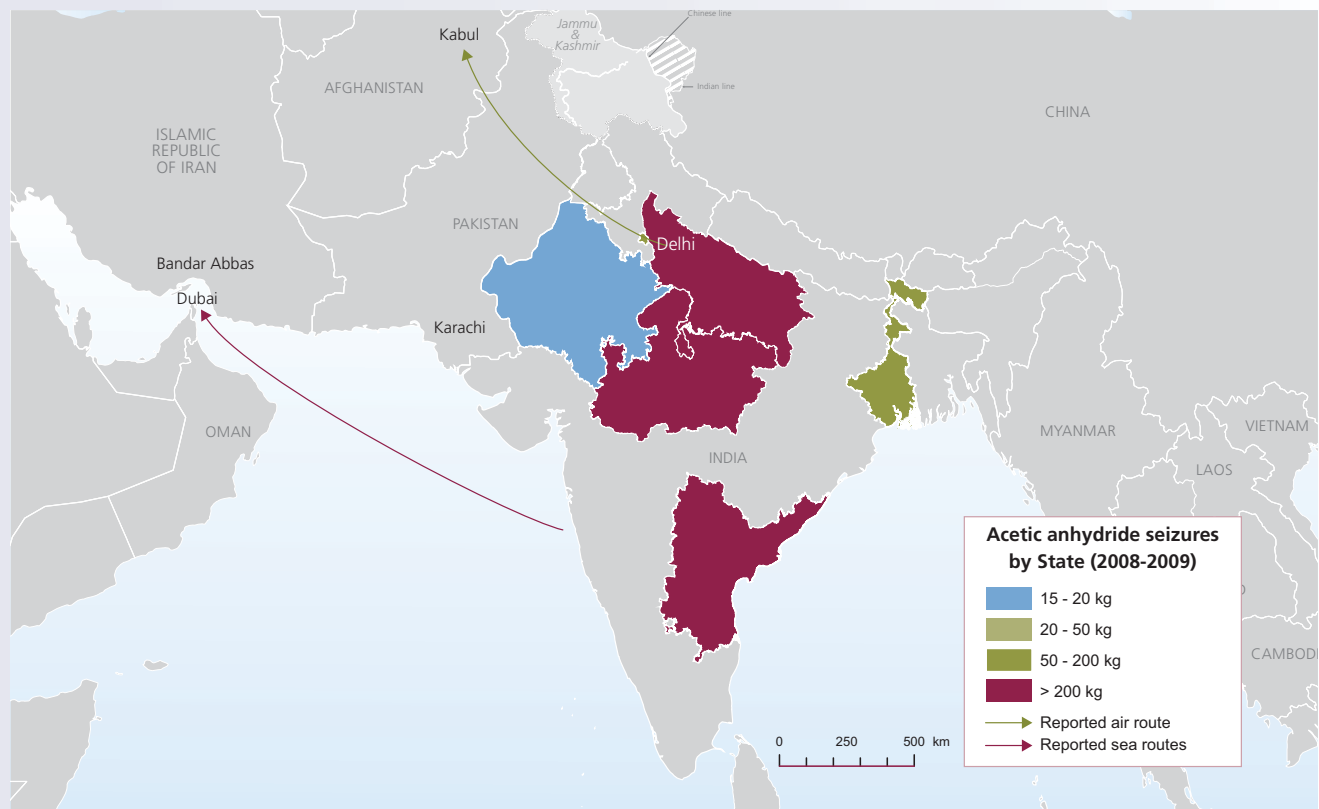 Chinese line
Jammu
&
Kashmir
Kabul
Indian line
AFGHANISTAN
CHINA
ISLAMIC
REPUBLIC
OF IRAN
PAKISTAN
Delhi
Bandar Abbas
Dubai
Karachi
OMAN
MYANMAR
VIETNAM
INDIA
LAOS
Acetic anhydride seizures
by State (2008-2009)
15 - 20 kg
20 - 50 kg
50 - 200 kg
> 200 kg
Reported air route
Reported sea routes
CAMBOD
0 250 500 km